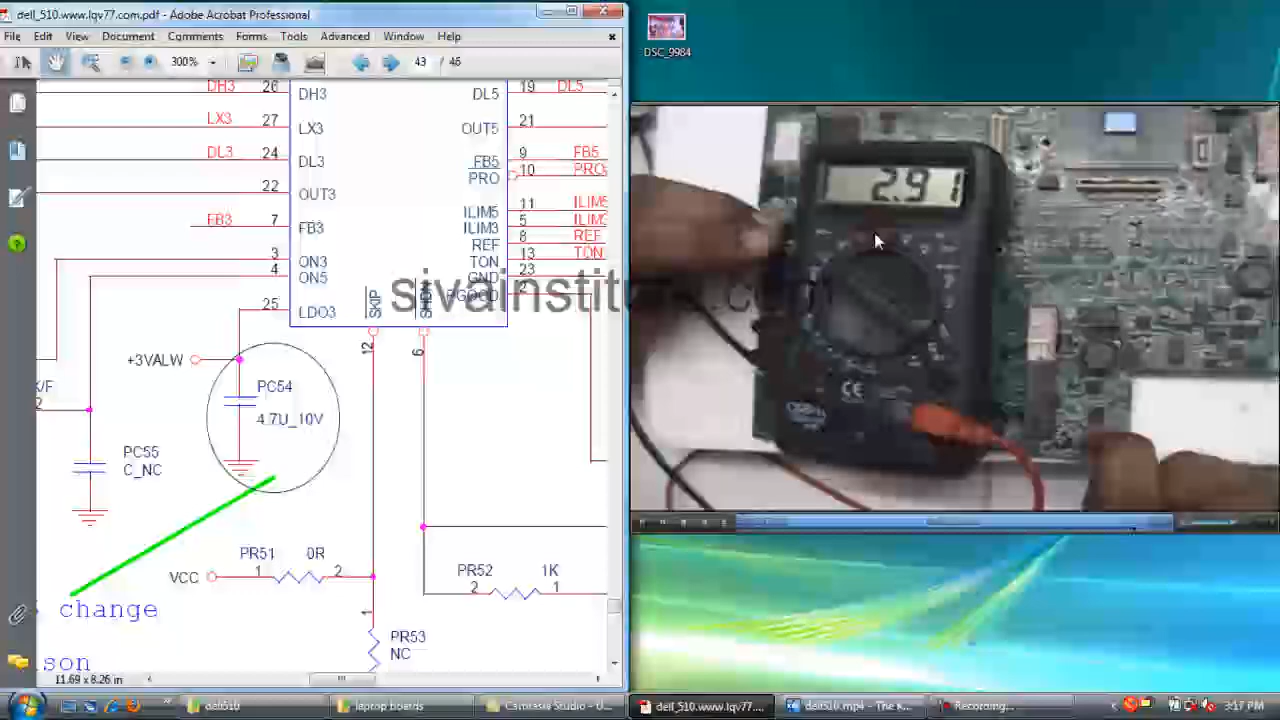 dell_510.www.lqv77.com.pdf - Adobe Acrobat Professional
File Edit View Document Comments Forms Tools Advanced Window Help
300% 43 / 46
DH3 26 DH3 DL5 19 DL5
LX3 27 LX3 OUT5 21
DL3 24 DL3 FB5 9 FB5
PRO 10 PRO
22 OUT3
ILIM5 11 ILIM5
FB3 7 FB3 ILIM3 5
REF 8 REF
3 ON3 TON 13 TON
4 ON5 GND 23
25 LDO3 SKIP SHDN PGOOD 2
sivainstitu
12 6
+3VALW
PC54
4.7U_10V
K/F
2
PC55
C_NC
PR51 0R
VCC 1 2
PR52 1K
2 1
change
1
PR53
NC
son
11.69 x 8.26 in
DSC_9984
2.91
CE
dell510
laptop boards
Camtasia Studio - U...
dell_510.www.lqv77....
Recording...
3:17 PM